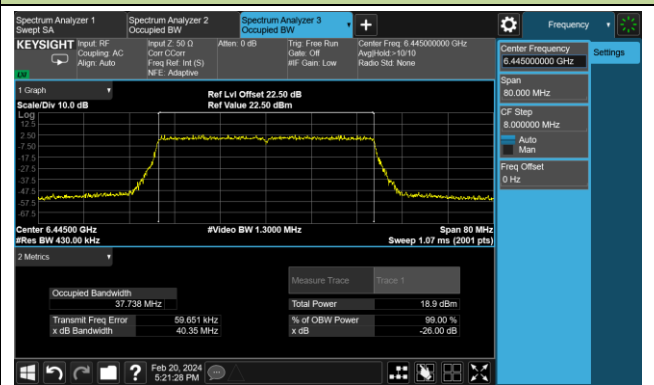 Spectrum Analyzer 1
Swept SA
Spectrum Analyzer 2
Occupied BW
Spectrum Analyzer 3
Occupied BW
Frequency
KEYSIGHT
Input: RF
Coupling: AC
Align: Auto
Input Z: 50 Ω
Corr CCorr
Freq Ref: Int (S)
NFE: Adaptive
Atten: 0 dB
Trig: Free Run
Gate: Off
#IF Gain: Low
Center Freq: 6.445000000 GHz
Avg|Hold:>10/10
Radio Std: None
Center Frequency
6.445000000 GHz
Settings
Span
80.000 MHz
CF Step
8.000000 MHz
Auto
Man
Freq Offset
0 Hz
1 Graph
Scale/Div 10.0 dB
Ref Lvl Offset 22.50 dB
Ref Value 22.50 dBm
Log
12.5
2.50
-7.50
-17.5
-27.5
-37.5
-47.5
-57.5
-67.5
Center 6.44500 GHz
#Res BW 430.00 kHz
#Video BW 1.3000 MHz
Span 80 MHz
Sweep 1.07 ms (2001 pts)
2 Metrics
Measure Trace
Trace 1
Occupied Bandwidth
37.738 MHz
Total Power
18.9 dBm
Transmit Freq Error
59.651 kHz
% of OBW Power
99.00 %
x dB Bandwidth
40.35 MHz
x dB
-26.00 dB
?
Feb 20, 2024
5:21:28 PM